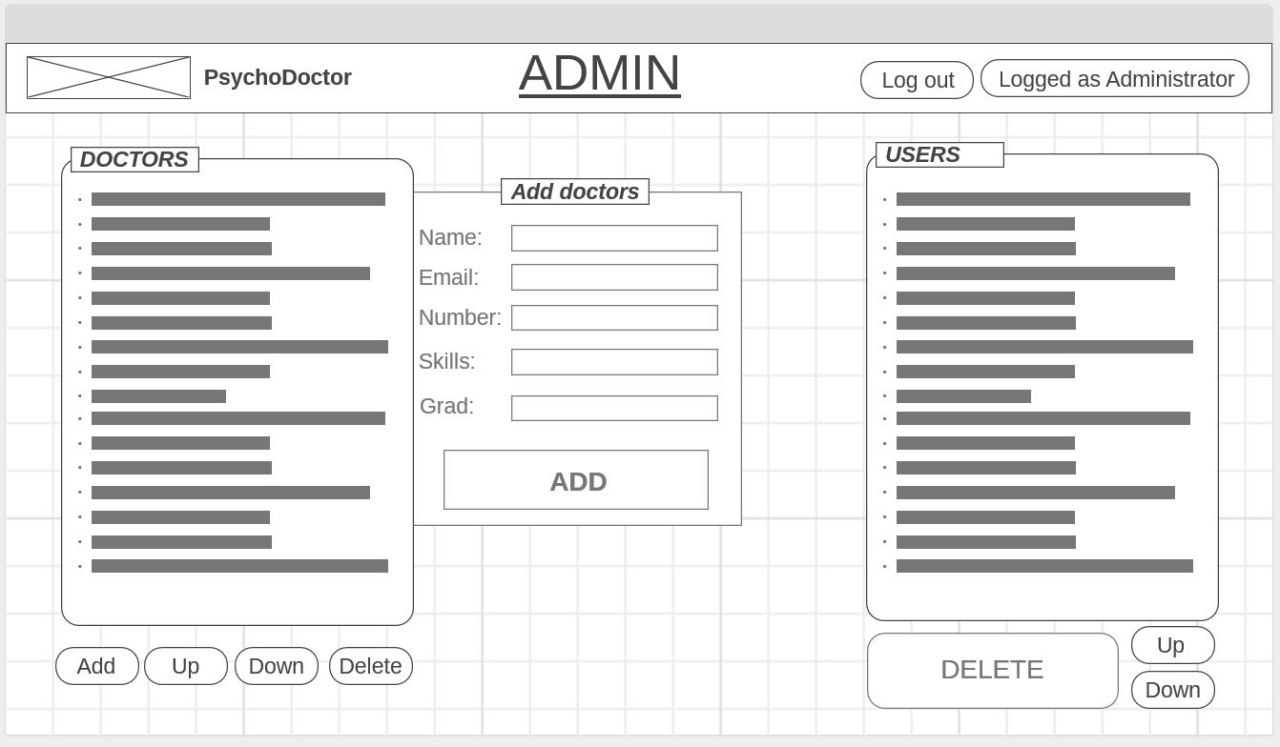 PsychoDoctor
ADMIN
Log out
Logged as Administrator
DOCTORS
Add doctors
Name:
Email:
Number:
Skills:
Grad:
ADD
USERS
Add
Up
Down
Delete
DELETE
Up
Down